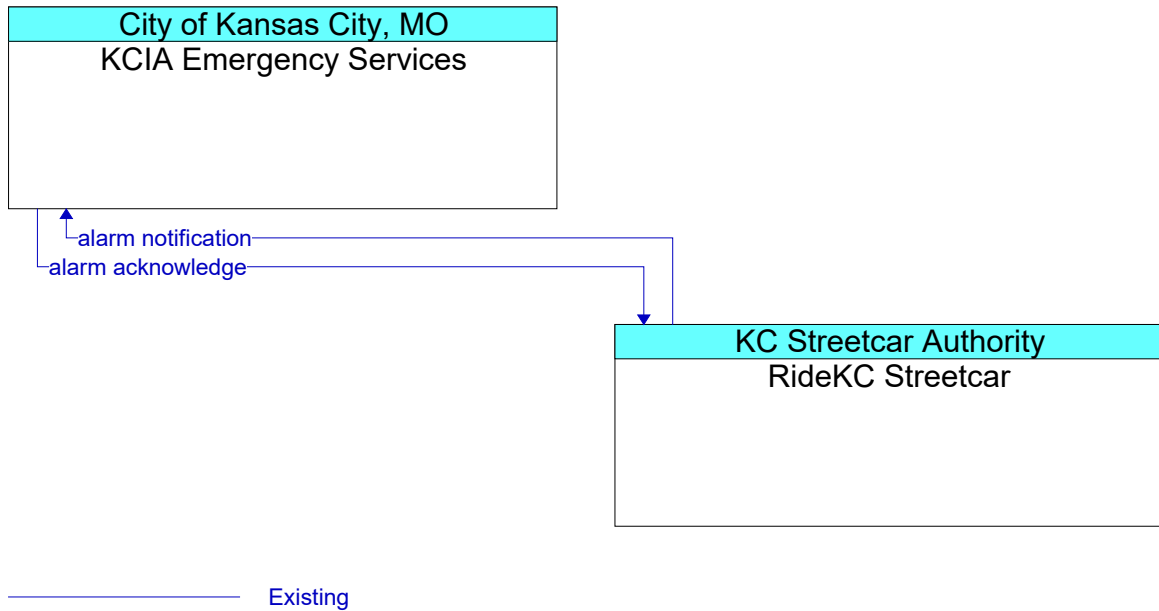 City of Kansas City, MO
KCIA Emergency Services
alarm notification
alarm acknowledge
KC Streetcar Authority
RideKC Streetcar
Existing